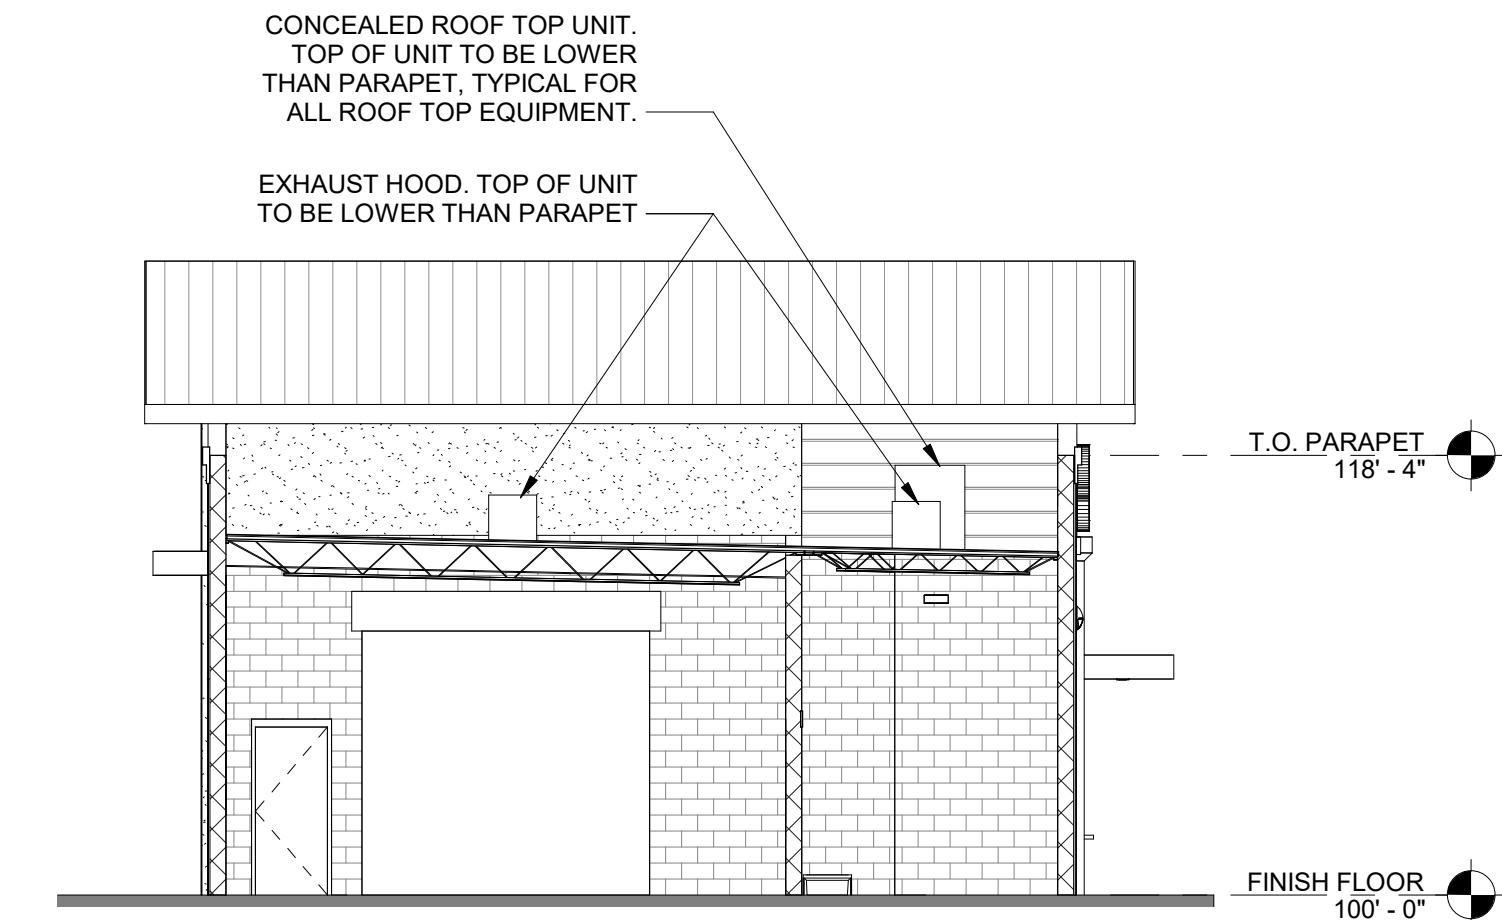 CONCEALED ROOF TOP UNIT.
TOP OF UNIT TO BE LOWER
THAN PARAPET, TYPICAL FOR
ALL ROOF TOP EQUIPMENT.
EXHAUST HOOD. TOP OF UNIT
TO BE LOWER THAN PARAPET
T.O. PARAPET
118' - 4"
FINISH FLOOR
100' - 0"